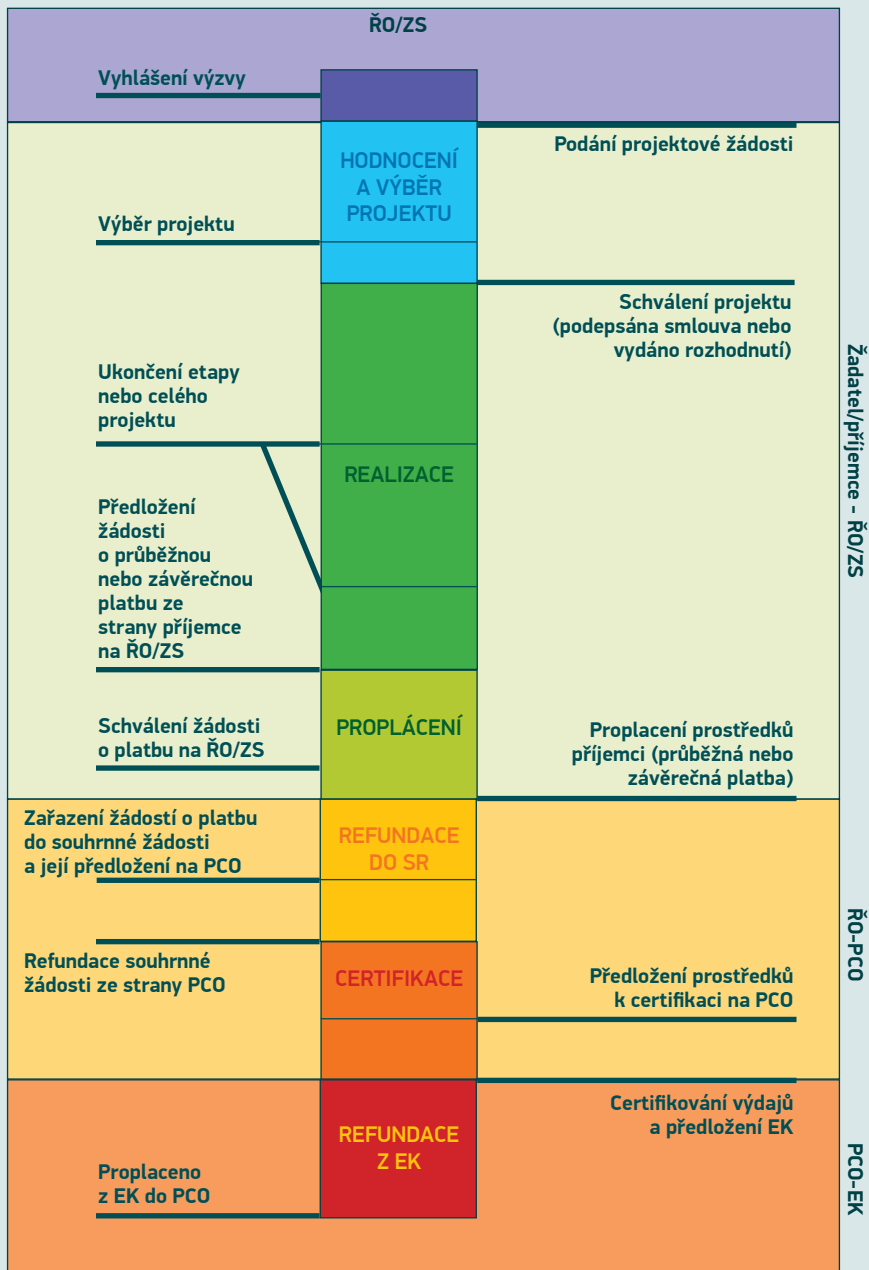 ŘO/ZS
Vyhlášení výzvy
Podání projektové žádosti
HODNOCENÍ
A VÝBĚR
PROJEKTU
Výběr projektu
Schválení projektu
(podepsána smlouva nebo
vydáno rozhodnutí)
Ukončení etapy
nebo celého
projektu
REALIZACE
Předložení
žádosti
o průběžnou
nebo závěrečnou
platbu ze
strany příjemce
na ŘO/ZS
Žadatel/příjemce - ŘO/ZS
Schválení žádosti
o platbu na ŘO/ZS
PROPLÁCENÍ
Proplacení prostředků
příjemci (průběžná nebo
závěrečná platba)
Zařazení žádostí o platbu
do souhrnné žádosti
a její předložení na PCO
REFUNDACE
DO SR
Refundace souhrnné
žádosti ze strany PCO
CERTIFIKACE
Předložení prostředků
k certifikaci na PCO
ŘO-PCO
Certifikování výdajů
a předložení EK
REFUNDACE
Z EK
Proplaceno
z EK do PCO
PCO-EK